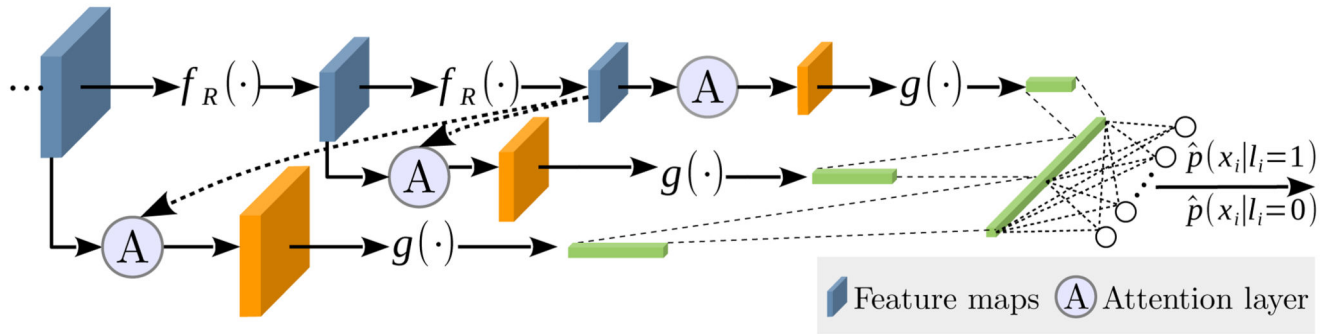 ... f_R(·) f_R(·) A g(·)
A g(·)
A g(·)
p̂(x_i|l_i=1)
p̂(x_i|l_i=0)
Feature maps A Attention layer